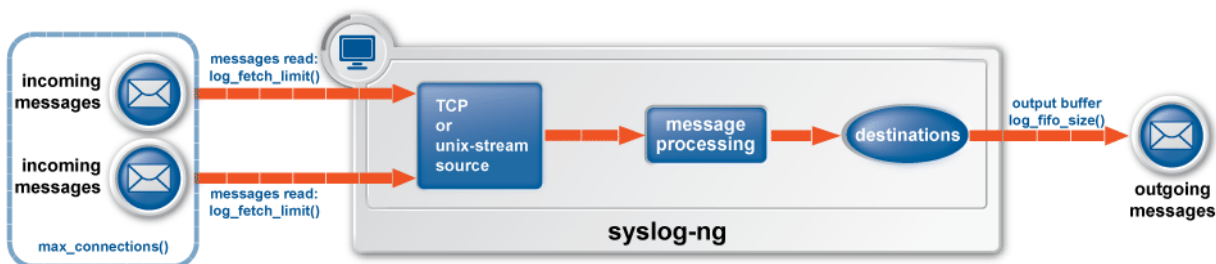 incoming
messages
incoming
messages
max_connections()
messages read:
log_fetch_limit()
messages read:
log_fetch_limit()
TCP
or
unix-stream
source
message
processing
destinations
syslog-ng
output buffer
log_fifo_size()
outgoing
messages